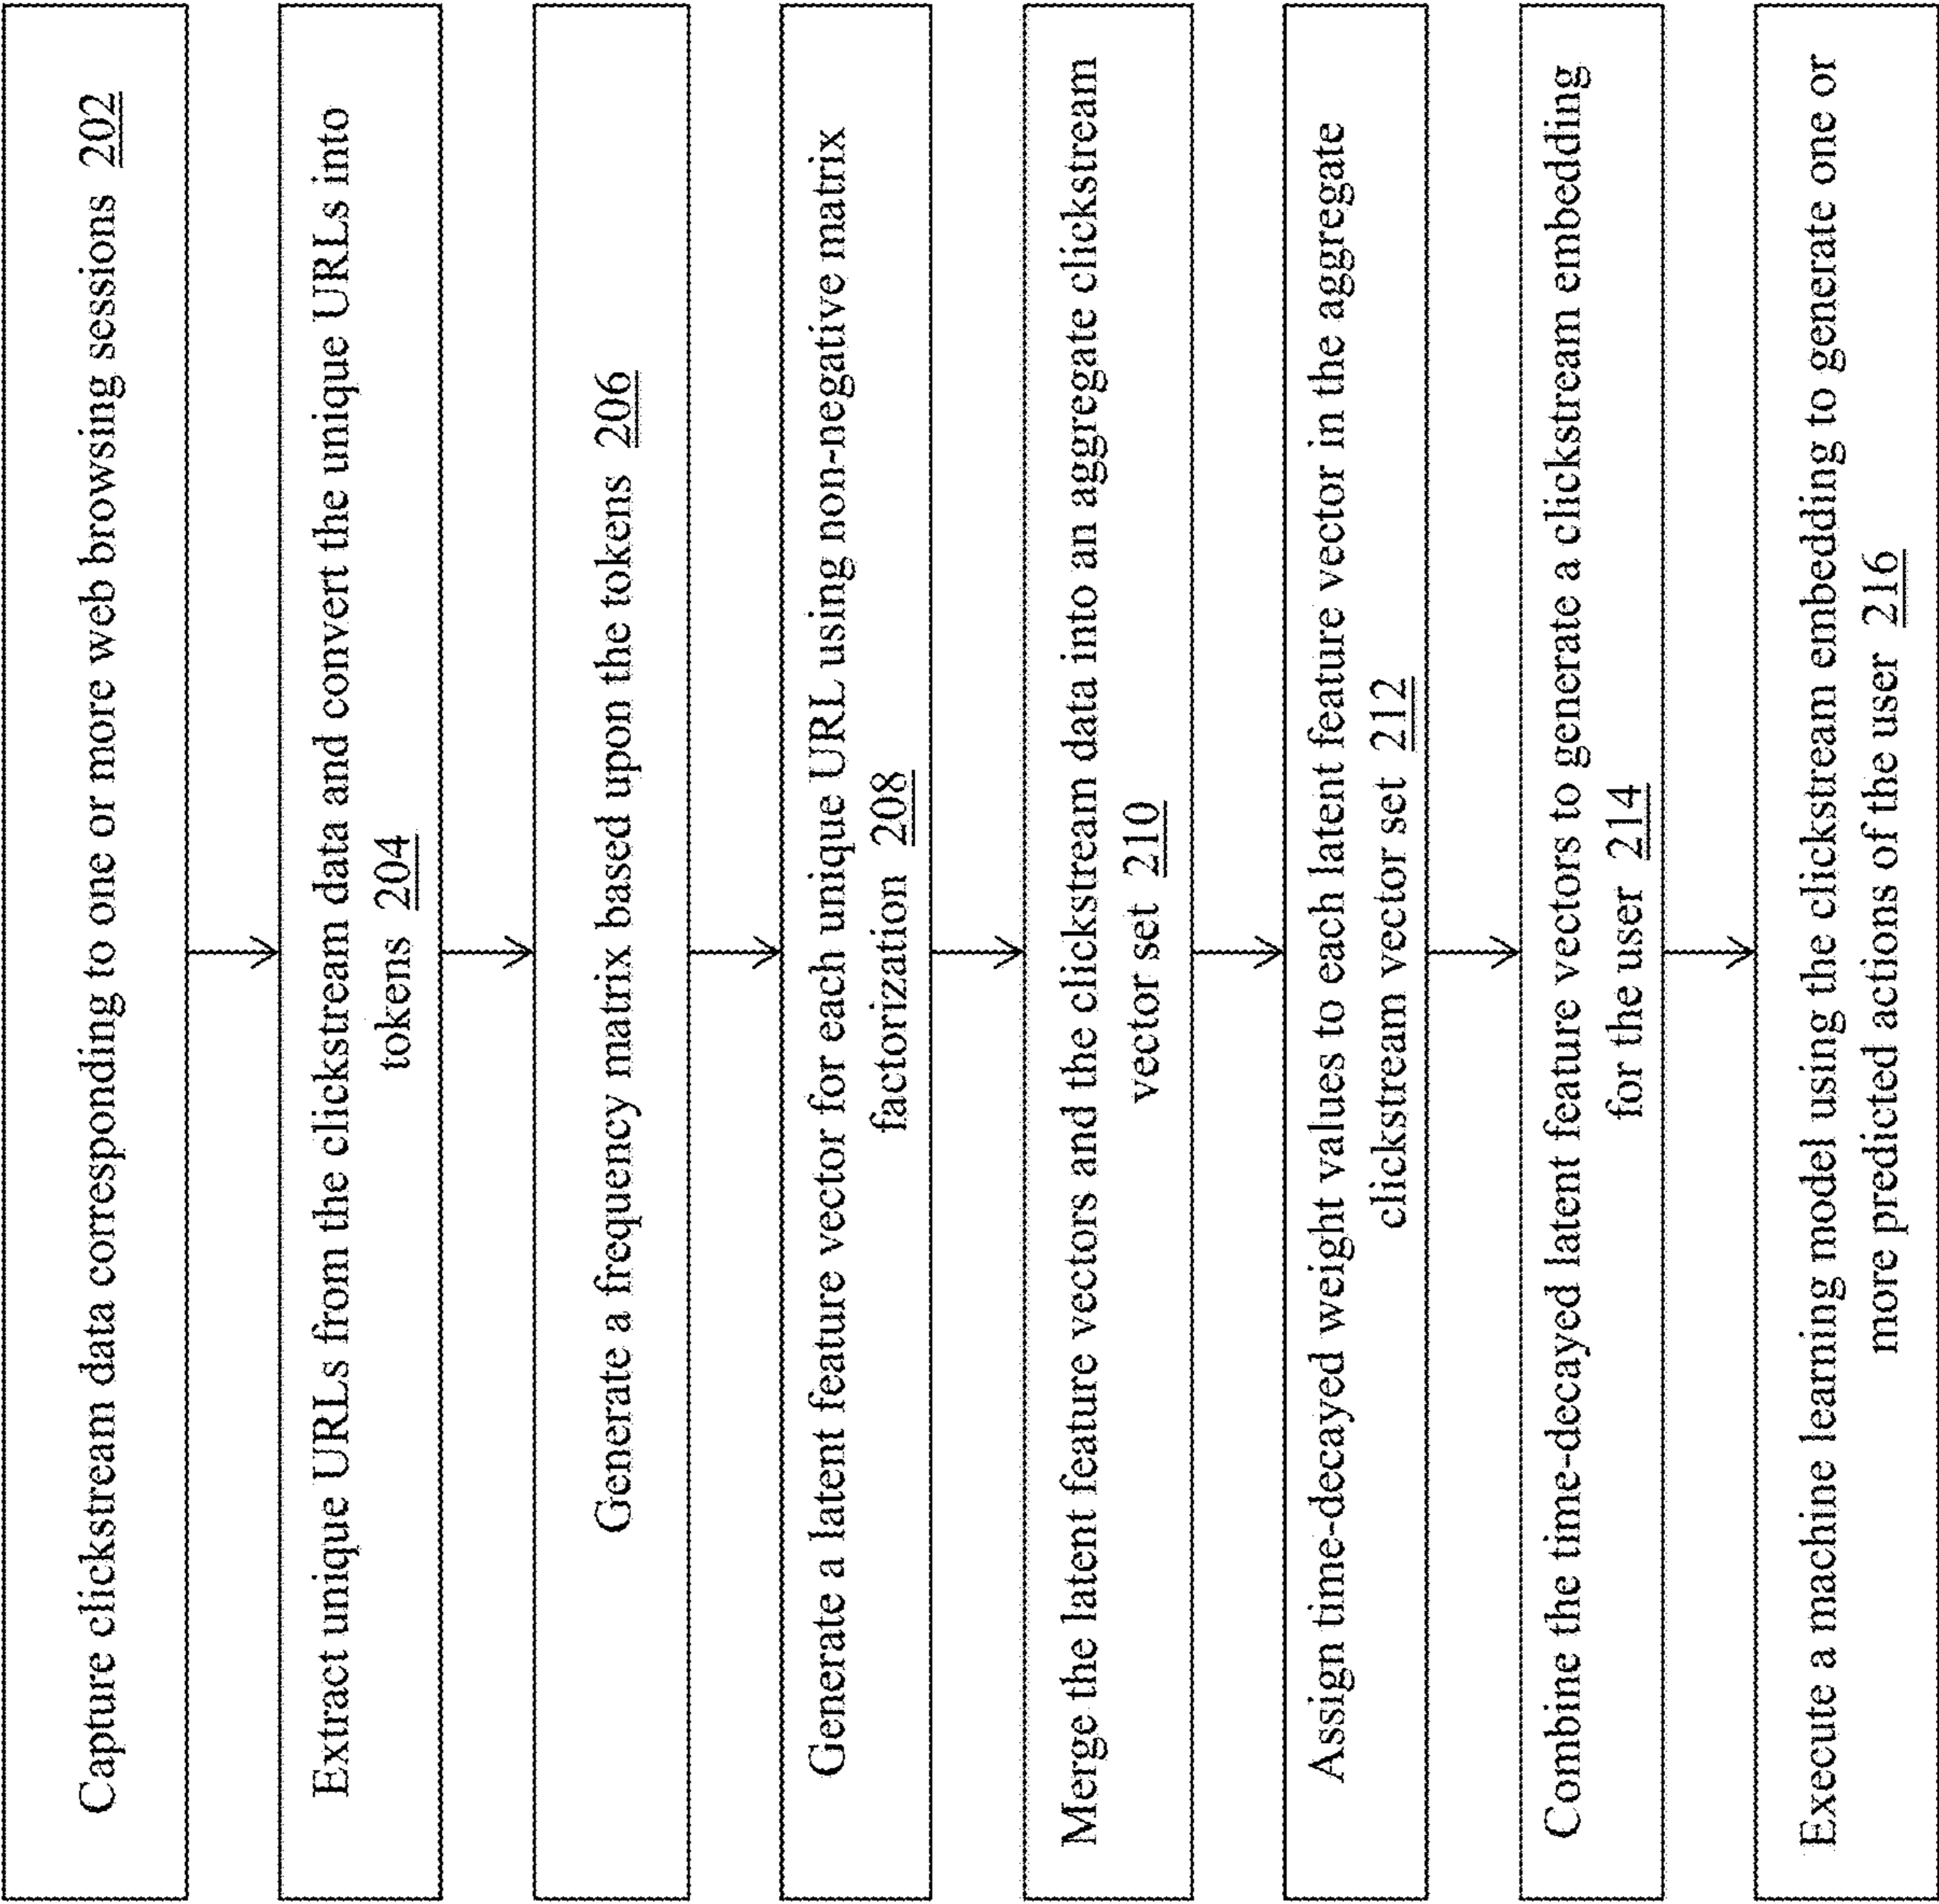 Capture clickstream data corresponding to one or more web browsing sessions 202
Extract unique URLs from the clickstream data and convert the unique URLs into
tokens 204
Generate a frequency matrix based upon the tokens 206
Generate a latent feature vector for each unique URL using non-negative matrix
factorization 208
Merge the latent feature vectors and the clickstream data into an aggregate clickstream
vector set 210
Assign time-decayed weight values to each latent feature vector in the aggregate
clickstream vector set 212
Combine the time-decayed latent feature vectors to generate a clickstream embedding
for the user 214
Execute a machine learning model using the clickstream embedding to generate one or
more predicted actions of the user 216